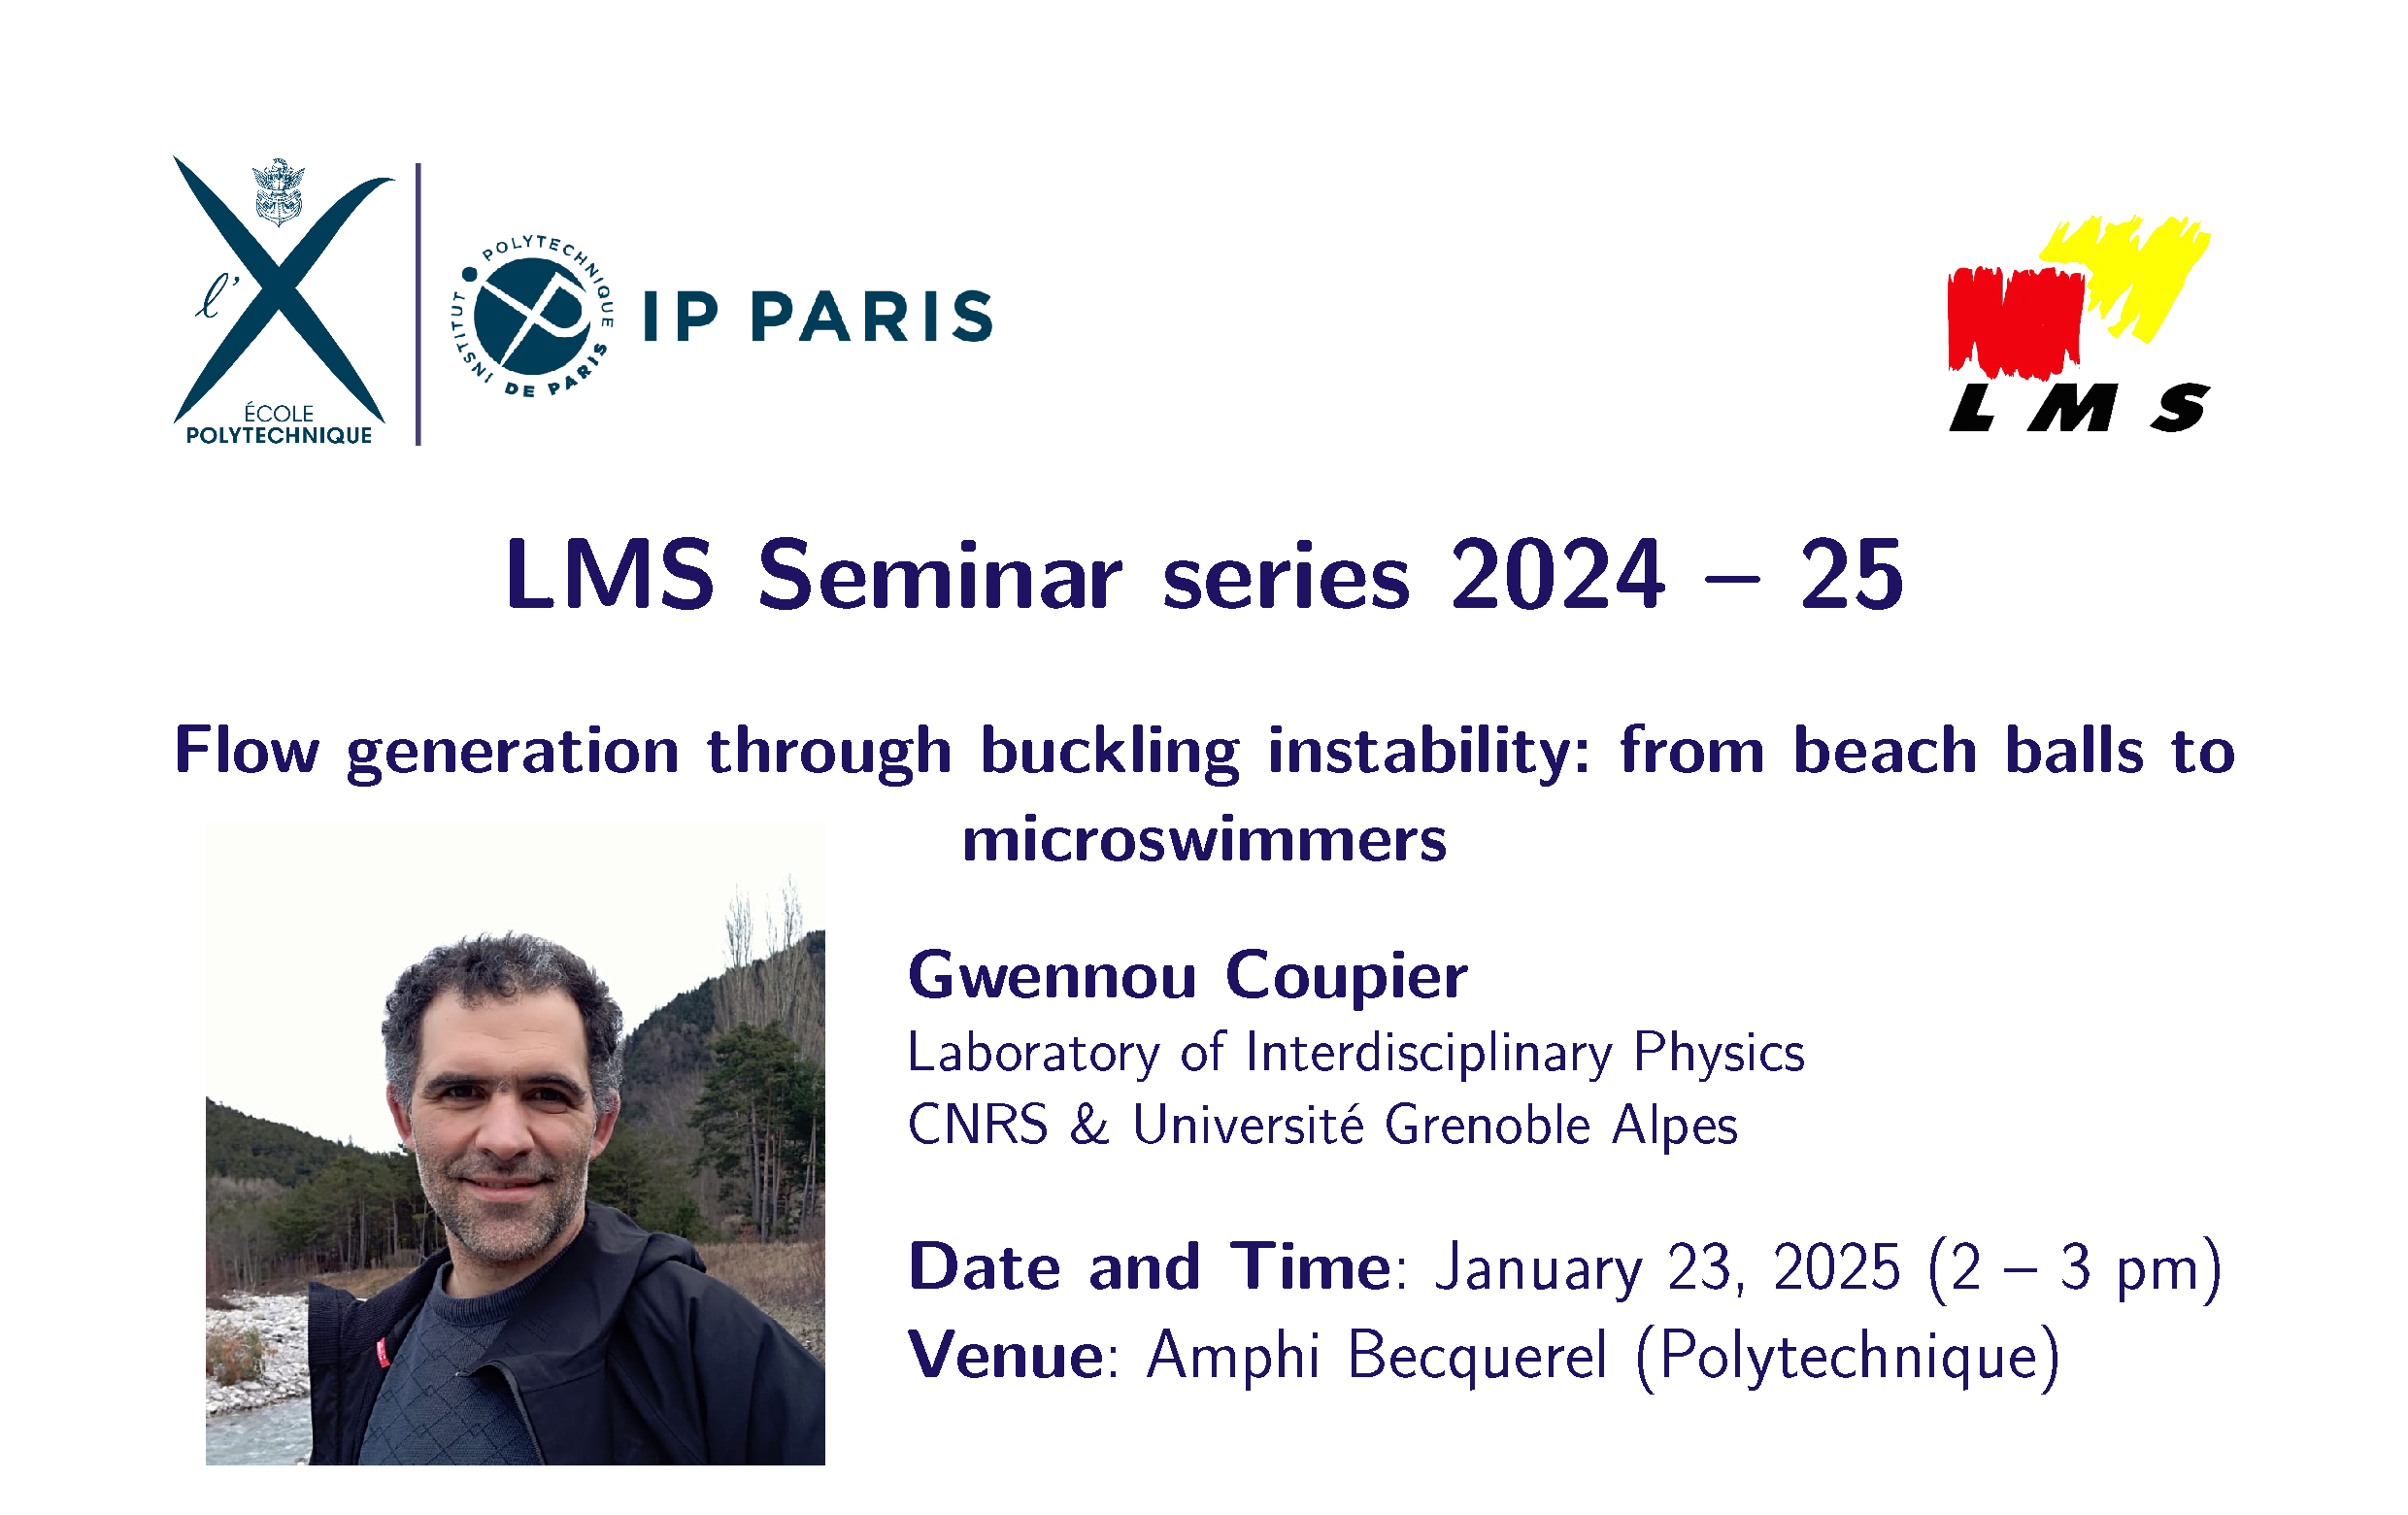 l'X
ÉCOLE
POLYTECHNIQUE
INSTITUT POLYTECHNIQUE DE PARIS
IP PARIS
L M S
LMS Seminar series 2024 – 25
Flow generation through buckling instability: from beach balls to
microswimmers
Gwennou Coupier
Laboratory of Interdisciplinary Physics
CNRS & Université Grenoble Alpes
Date and Time: January 23, 2025 (2 – 3 pm)
Venue: Amphi Becquerel (Polytechnique)